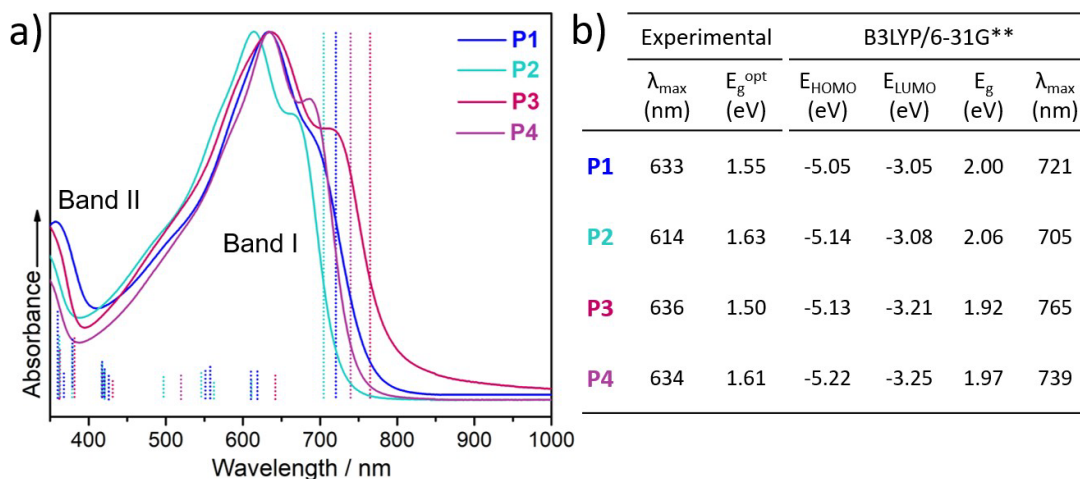 a)
P1
P2
P3
P4
Band II
Band I
Absorbance
400 500 600 700 800 900 1000
Wavelength / nm
b)
Experimental B3LYP/6-31G**
λmax (nm) Egopt (eV) EHOMO (eV) ELUMO (eV) Eg (eV) λmax (nm)
P1 633 1.55 -5.05 -3.05 2.00 721
P2 614 1.63 -5.14 -3.08 2.06 705
P3 636 1.50 -5.13 -3.21 1.92 765
P4 634 1.61 -5.22 -3.25 1.97 739